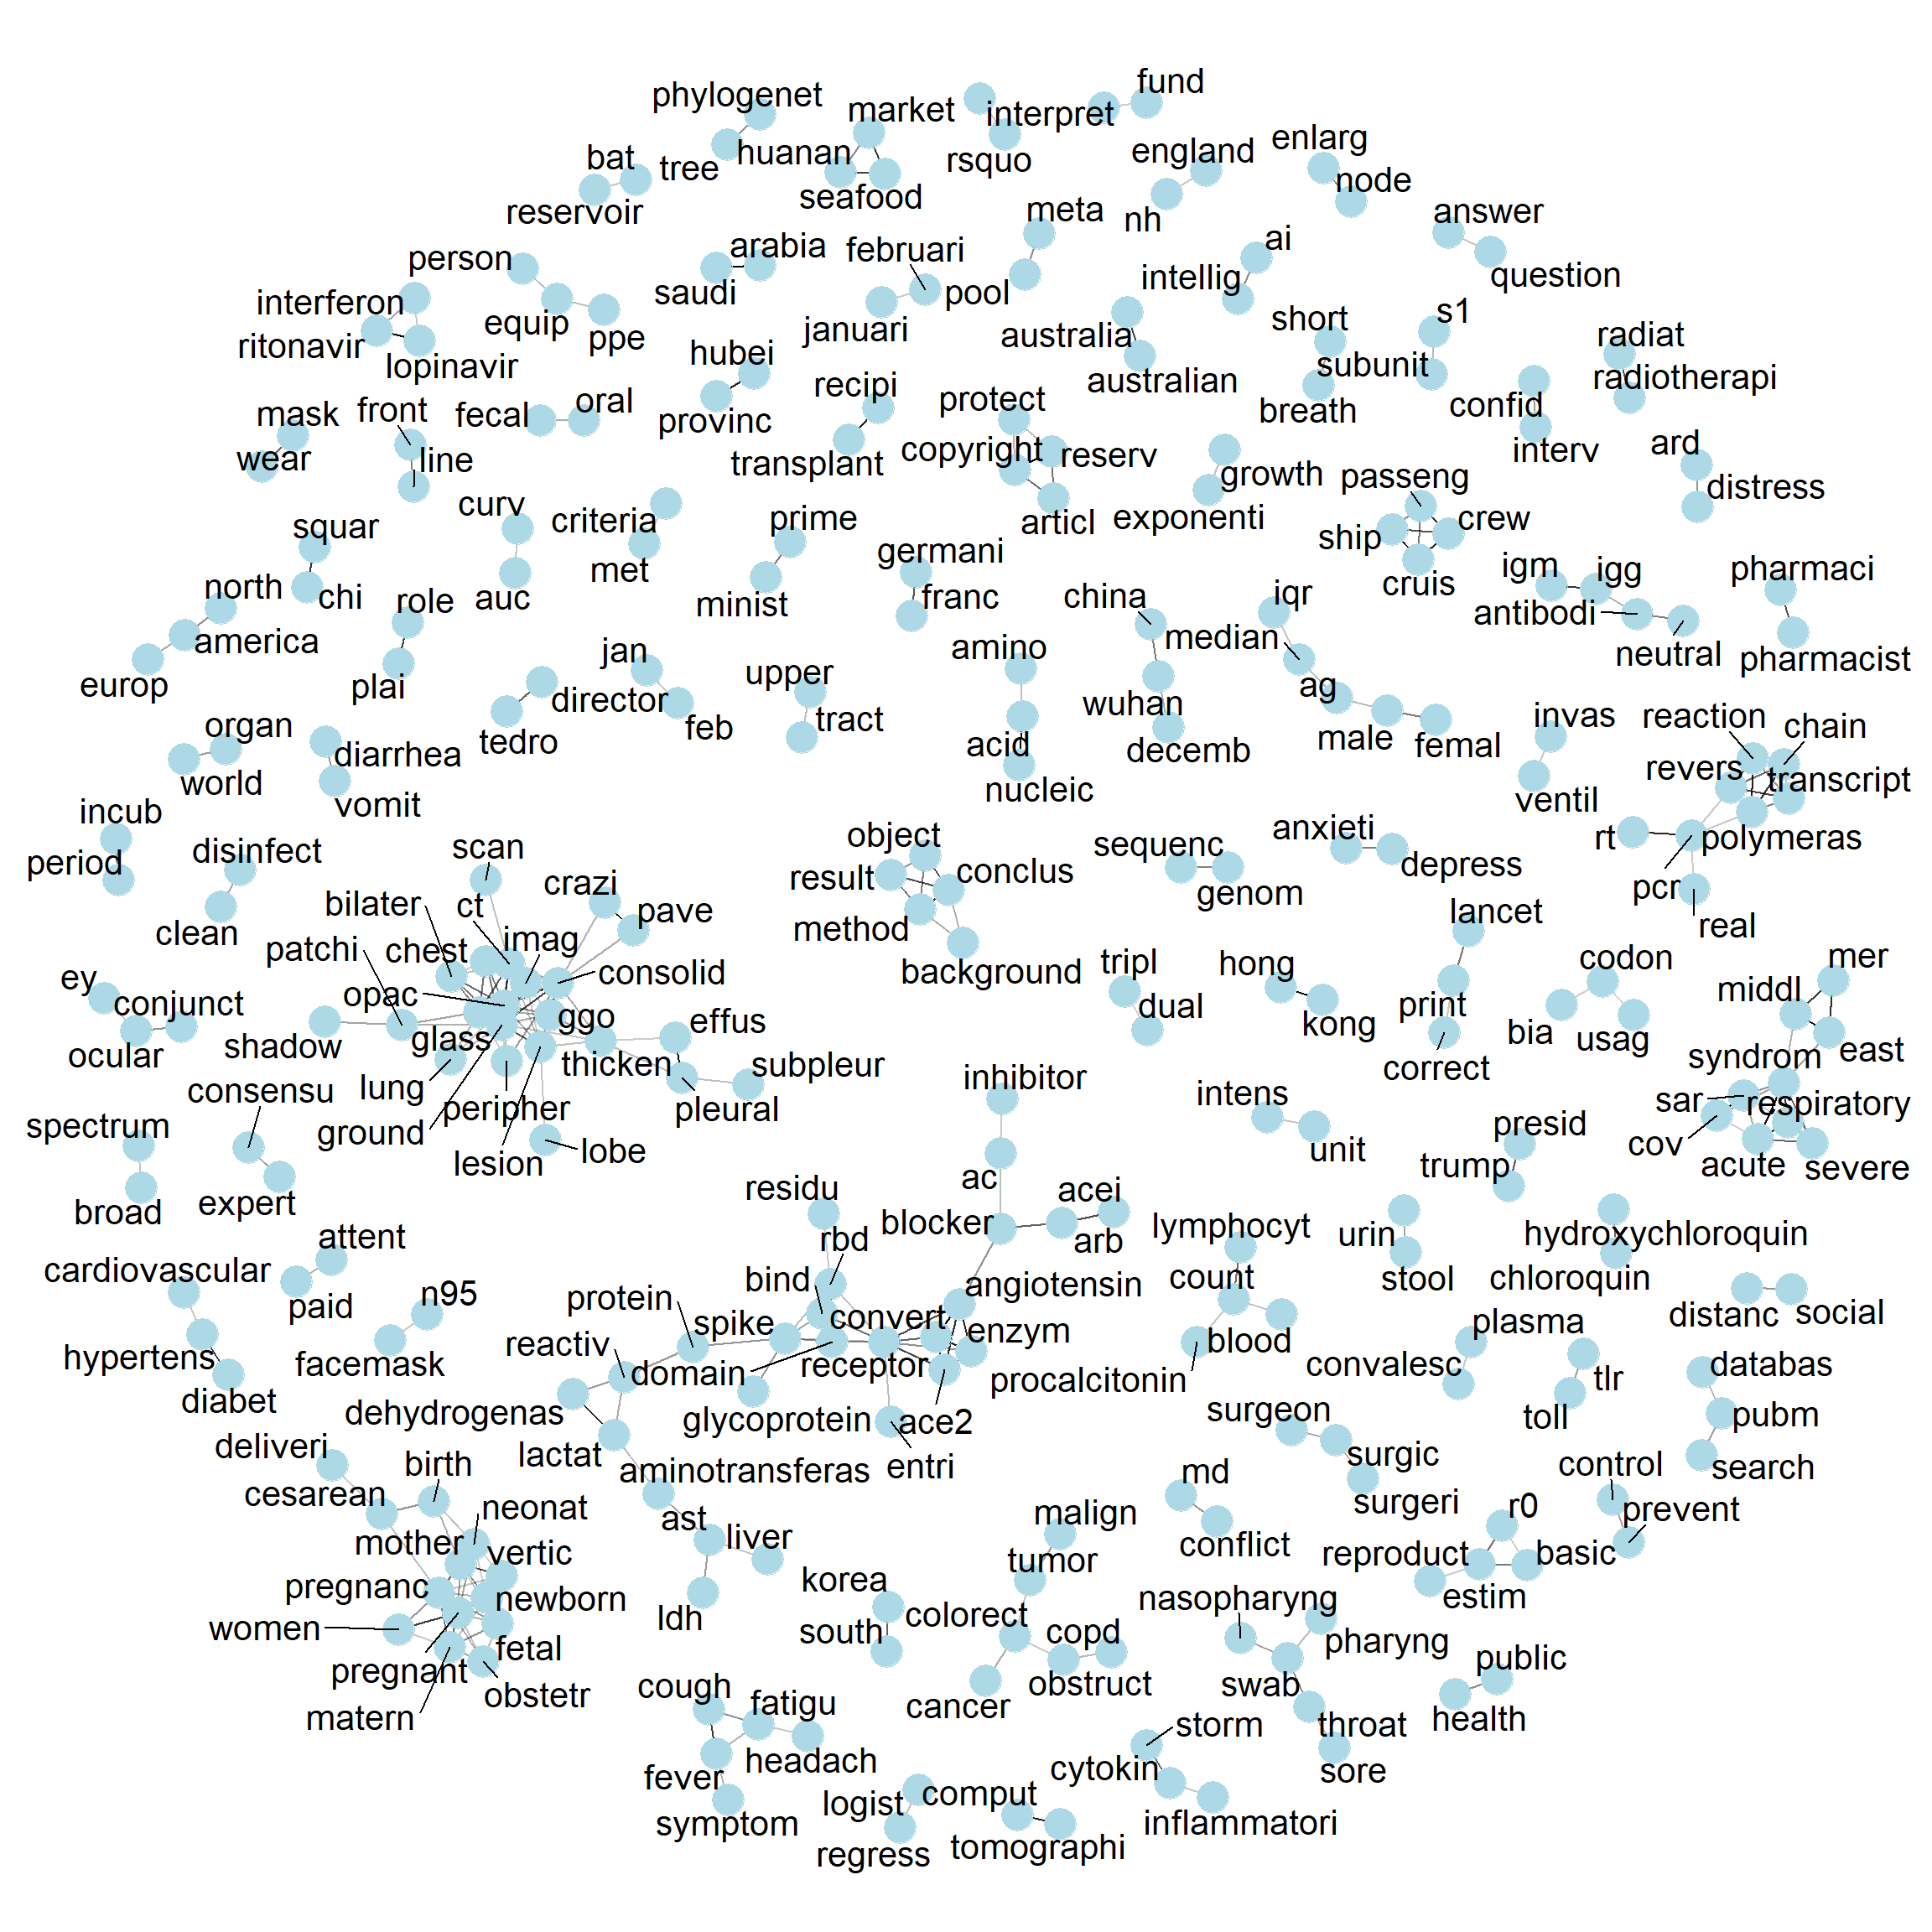 fund
phylogenet
market
interpret
huanan
england
enlarg
bat
tree
rsquo
node
seafood
reservoir
meta
nh
answer
ai
person
arabia
februari
question
interferon
saudi
pool
intellig
equip
januari
short
s1
ritonavir
ppe
australia
radiat
lopinavir
hubei
subunit
recipi
australian
radiotherapi
mask
front
fecal
oral
protect
breath
confid
provinc
wear
line
transplant
copyright
reserv
interv
ard
growth
passeng
distress
curv
criteria
prime
articl
exponenti
ship
crew
squar
met
germani
cruis
igm
igg
pharmaci
north
chi
role
auc
minist
franc
china
iqr
antibodi
america
jan
amino
median
neutral
pharmacist
europ
plai
upper
ag
director
feb
wuhan
organ
tract
invas
reaction
chain
tedro
acid
decemb
male
femal
diarrhea
world
revers
transcript
vomit
nucleic
ventil
incub
object
anxieti
disinfect
scan
sequenc
rt
polymeras
period
result
conclus
depress
crazi
genom
pcr
bilater
ct
pave
lancet
real
clean
method
patchi
chest
imag
mer
hong
codon
ey
consolid
background
tripl
middl
opac
conjunct
dual
print
ggo
effus
kong
bia
usag
ocular
shadow
glass
east
thicken
subpleur
correct
syndrom
consensu
lung
inhibitor
intens
sar
respiratory
peripher
pleural
spectrum
ground
presid
cov
lesion
lobe
unit
trump
acute
severe
residu
ac
acei
broad
expert
blocker
lymphocyt
attent
rbd
arb
urin
hydroxychloroquin
cardiovascular
bind
angiotensin
count
stool
chloroquin
paid
n95
protein
spike
convert
plasma
distanc
social
reactiv
enzym
blood
hypertens
facemask
domain
receptor
procalcitonin
convalesc
databas
diabet
tlr
dehydrogenas
glycoprotein
ace2
surgeon
toll
pubm
deliveri
birth
lactat
entri
surgic
control
search
cesarean
neonat
aminotransferas
md
surgeri
prevent
malign
r0
ast
liver
mother
vertic
conflict
tumor
reproduct
basic
pregnanc
korea
newborn
nasopharyng
estim
women
ldh
south
colorect
copd
pharyng
fetal
public
pregnant
obstetr
cough
fatigu
cancer
obstruct
swab
matern
storm
throat
health
headach
fever
cytokin
sore
logist
comput
symptom
inflammatori
regress
tomographi